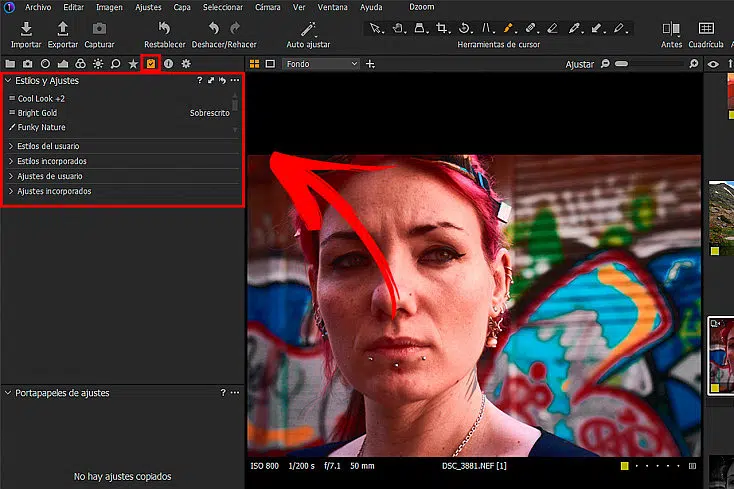 Archivo Editar Imagen Ajustes Capa Seleccionar Cámara Ver Ventana Ayuda Dzoom
Importar Exportar Capturar Restablecer Deshacer/Rehacer Auto ajustar Herramientas de cursor Antes Cuadrícula
Fondo Ajustar
Estilos y Ajustes ?
Cool Look +2
Bright Gold Sobrescrito
Funky Nature
Estilos del usuario
Estilos incorporados
Ajustes de usuario
Ajustes incorporados
Portapapeles de ajustes ?
No hay ajustes copiados
ISO 800 1/200 s f/7.1 50 mm DSC_3881.NEF [1]